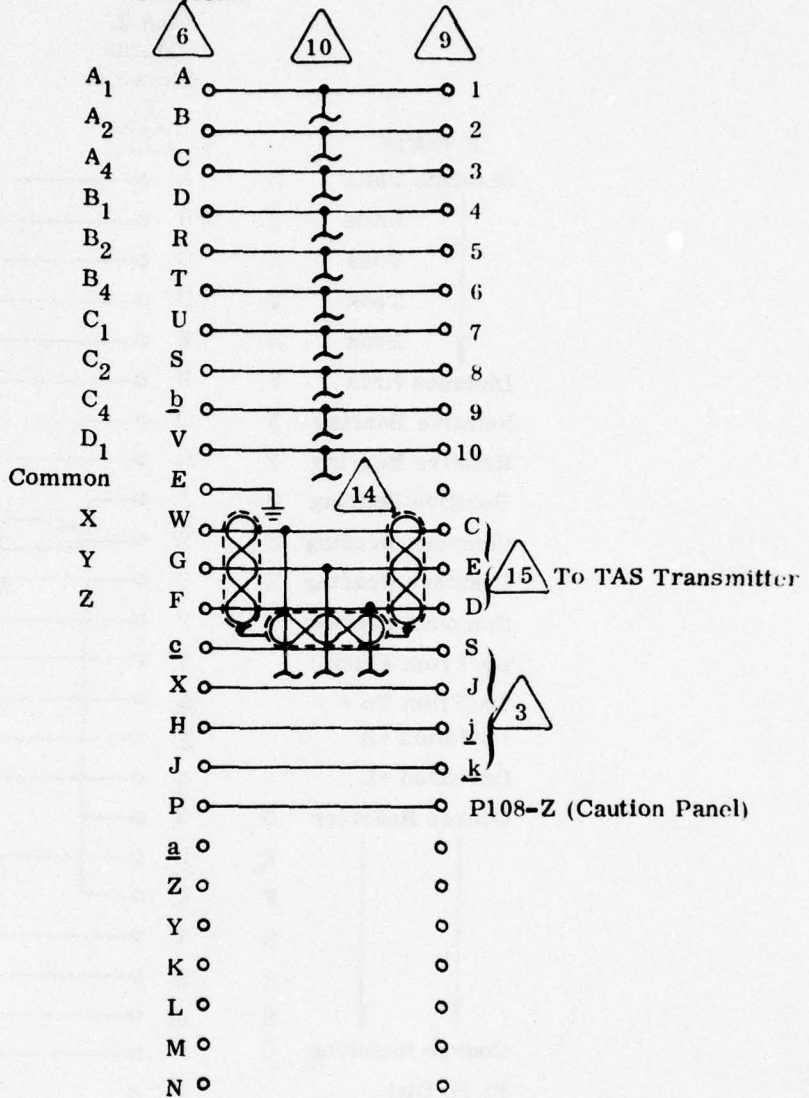 6 10 9
A1 A 1
A2 B 2
A4 C 3
B1 D 4
B2 R 5
B4 T 6
C1 U 7
C2 S 8
C4 b 9
D1 V 10
Common E
14
X W C
Y G E 15 To TAS Transmitter
Z F D
c S
X J
3
H j
J k
P P108-Z (Caution Panel)
a
Z
Y
K
L
M
N